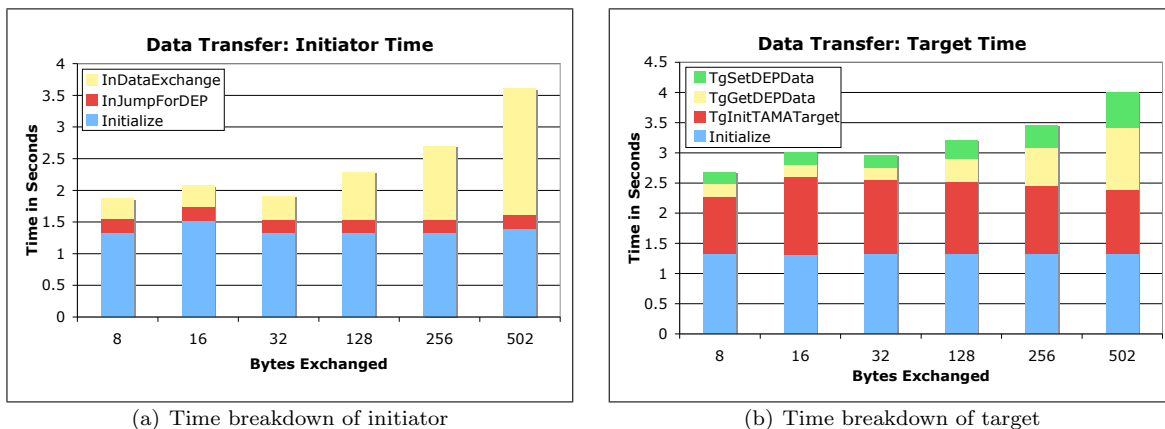 Data Transfer: Initiator Time
4
3.5
3
2.5
2
1.5
1
0.5
0
Time in Seconds
InDataExchange
InJumpForDEP
Initialize
8 16 32 128 256 502
Bytes Exchanged
(a) Time breakdown of initiator
Data Transfer: Target Time
4.5
4
3.5
3
2.5
2
1.5
1
0.5
0
Time in Seconds
TgSetDEPData
TgGetDEPData
TgInitTAMATarget
Initialize
8 16 32 128 256 502
Bytes Exchanged
(b) Time breakdown of target